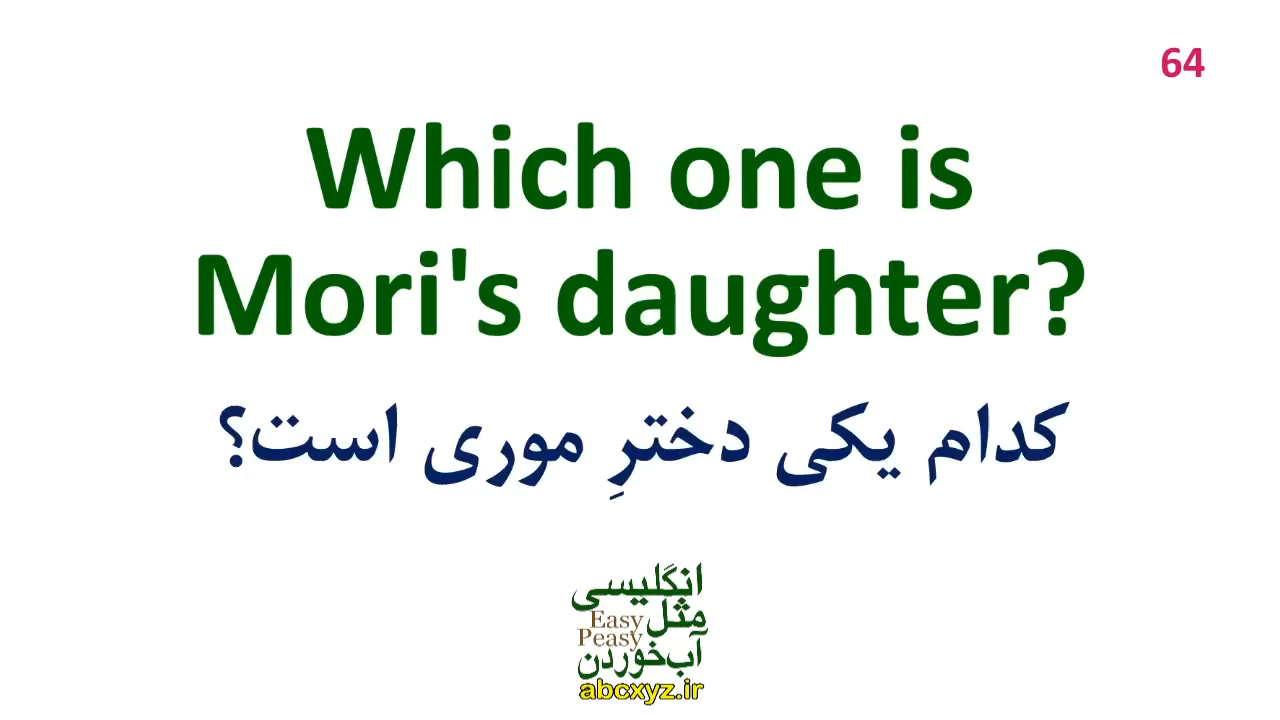 64
Which one is
Mori's daughter?
کدام یکی دخترِ موری است؟
انگلیسی
مثل
Easy
Peasy
آب‌خوردن
abcxyz.ir